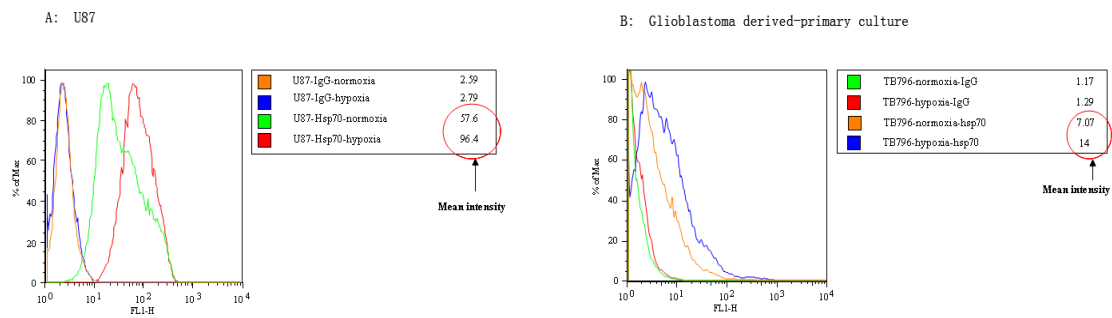 A: U87
100
80
60
40
20
0
% of Max
10^0
10^1
10^2
10^3
10^4
FL1-H
U87-IgG-normoxia 2.59
U87-IgG-hypoxia 2.79
U87-Hsp70-normoxia 57.6
U87-Hsp70-hypoxia 96.4
Mean intensity
B: Glioblastoma derived-primary culture
100
80
60
40
20
0
% of Max
10^0
10^1
10^2
10^3
10^4
FL1-H
TB796-normoxia-IgG 1.17
TB796-hypoxia-IgG 1.29
TB796-normoxia-hsp70 7.07
TB796-hypoxia-hsp70 14
Mean intensity